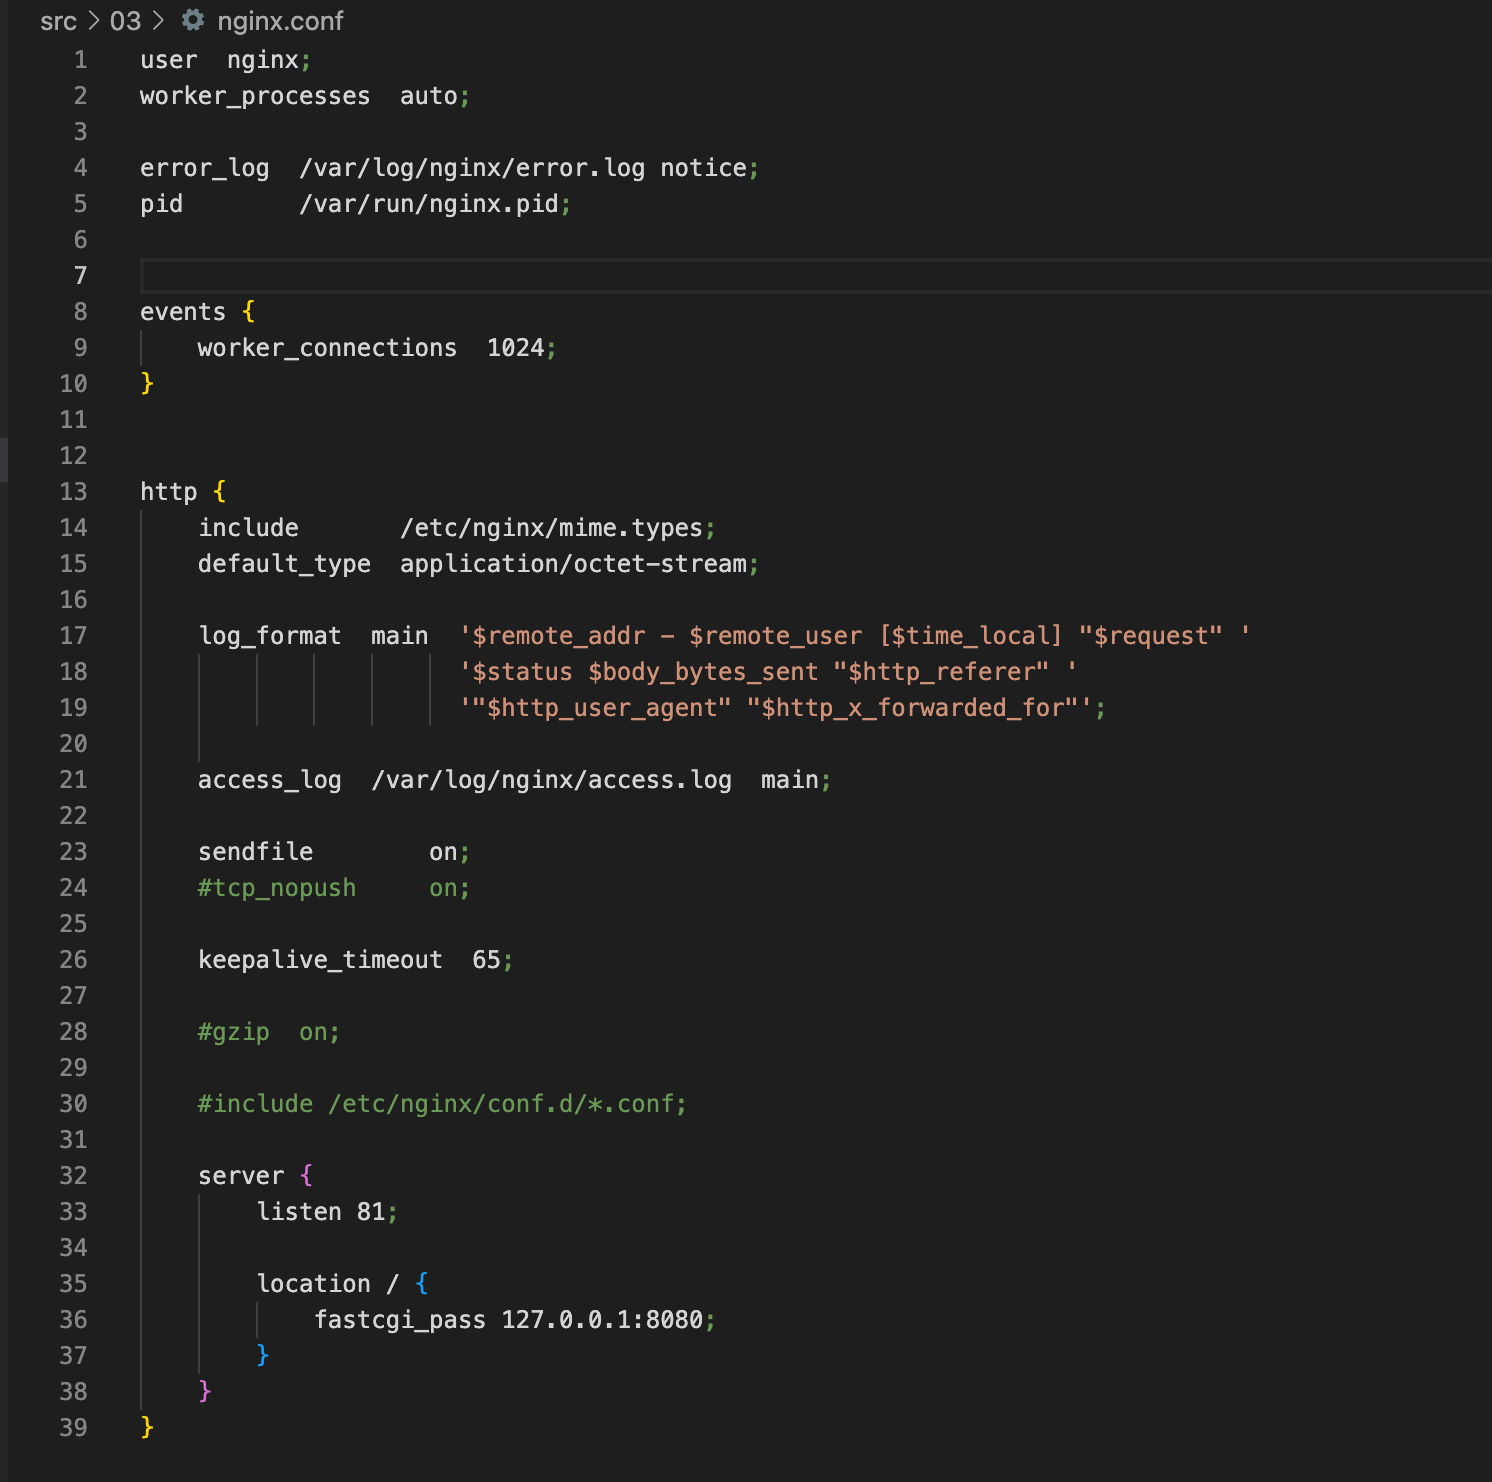 src > 03 > nginx.conf
1 user  nginx;
2 worker_processes  auto;
3
4 error_log  /var/log/nginx/error.log notice;
5 pid        /var/run/nginx.pid;
6
7
8 events {
9     worker_connections  1024;
10 }
11
12
13 http {
14     include       /etc/nginx/mime.types;
15     default_type  application/octet-stream;
16
17     log_format  main  '$remote_addr - $remote_user [$time_local] "$request" '
18                       '$status $body_bytes_sent "$http_referer" '
19                       '"$http_user_agent" "$http_x_forwarded_for"';
20
21     access_log  /var/log/nginx/access.log  main;
22
23     sendfile        on;
24     #tcp_nopush     on;
25
26     keepalive_timeout  65;
27
28     #gzip  on;
29
30     #include /etc/nginx/conf.d/*.conf;
31
32     server {
33         listen 81;
34
35         location / {
36             fastcgi_pass 127.0.0.1:8080;
37         }
38     }
39 }